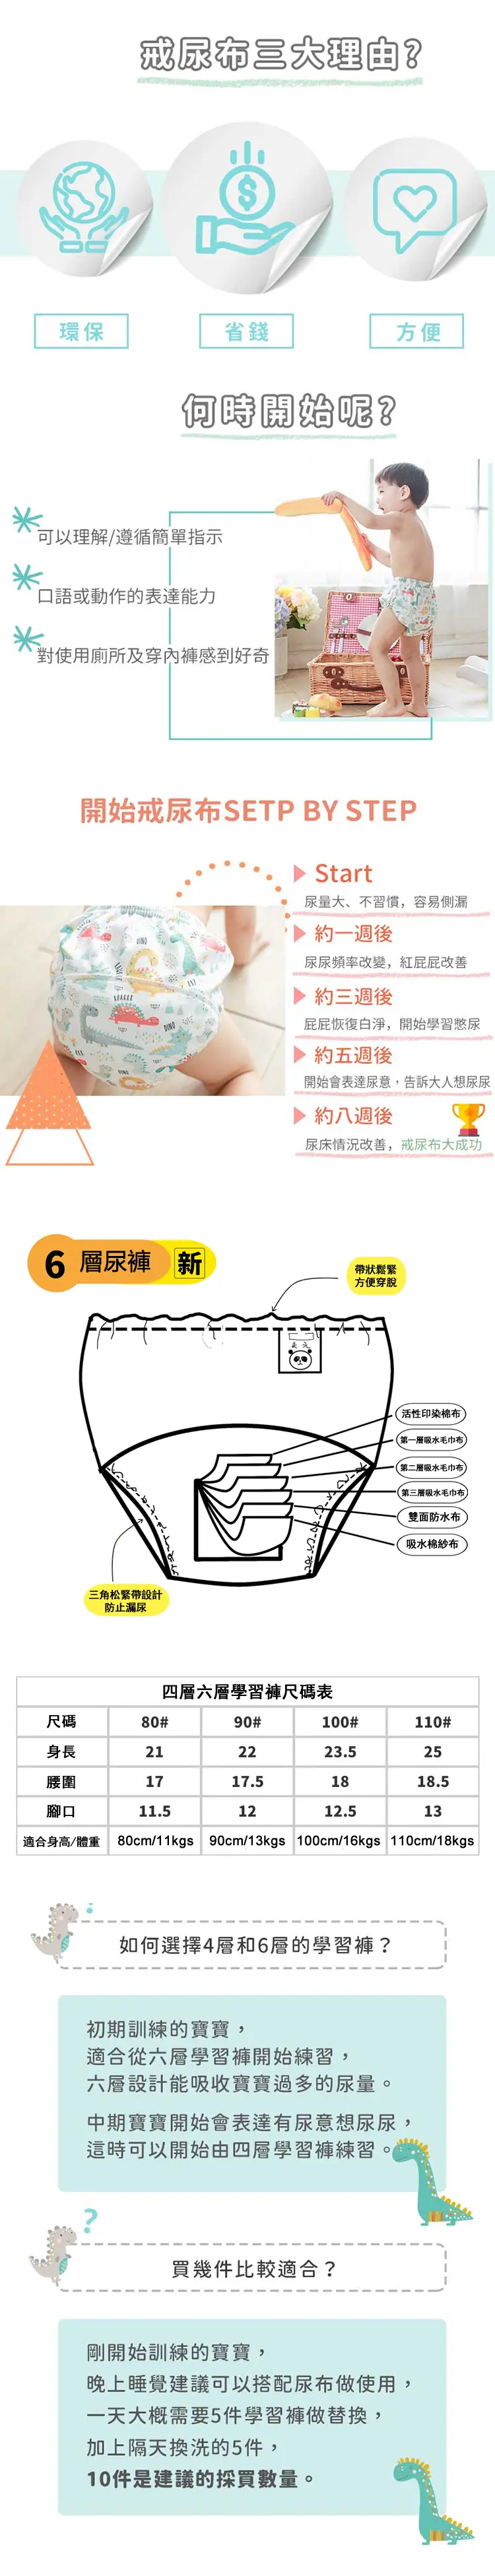 戒尿布三大理由?
環保
省錢
方便
何時開始呢?
可以理解/遵循簡單指示
口語或動作的表達能力
對使用廁所及穿內褲感到好奇
開始戒尿布SETP BY STEP
Start
尿量大、不習慣，容易側漏
約一週後
尿尿頻率改變，紅屁屁改善
約三週後
屁屁恢復白淨，開始學習憋尿
約五週後
開始會表達尿意，告訴大人想尿尿
約八週後
尿床情況改善，戒尿布大成功
6 層尿褲 新
帶狀鬆緊
方便穿脫
活性印染棉布
第一層吸水毛巾布
第二層吸水毛巾布
第三層吸水毛巾布
雙面防水布
吸水棉紗布
三角松緊帶設計
防止漏尿
四層六層學習褲尺碼表
尺碼 80# 90# 100# 110#
身長 21 22 23.5 25
腰圍 17 17.5 18 18.5
腳口 11.5 12 12.5 13
適合身高/體重 80cm/11kgs 90cm/13kgs 100cm/16kgs 110cm/18kgs
如何選擇4層和6層的學習褲？
初期訓練的寶寶，
適合從六層學習褲開始練習，
六層設計能吸收寶寶過多的尿量。
中期寶寶開始會表達有尿意想尿尿，
這時可以開始由四層學習褲練習。
?
買幾件比較適合？
剛開始訓練的寶寶，
晚上睡覺建議可以搭配尿布做使用，
一天大概需要5件學習褲做替換，
加上隔天換洗的5件，
10件是建議的採買數量。